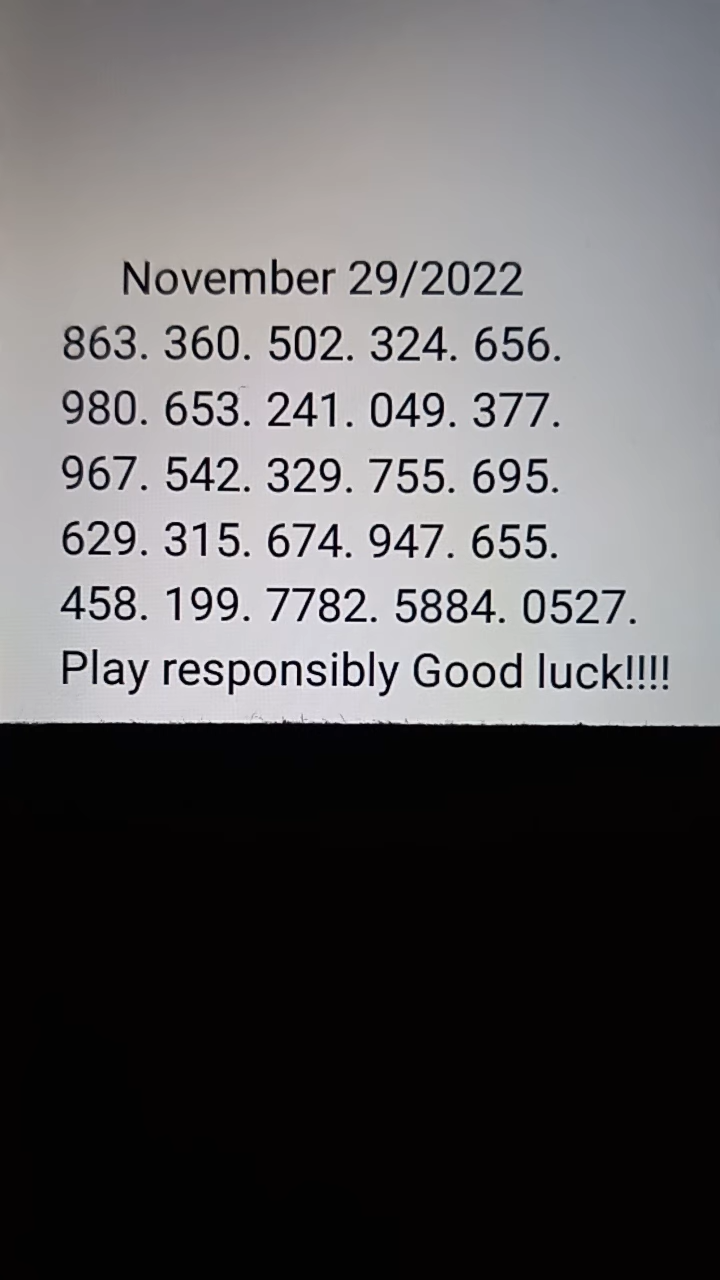 November 29/2022
863. 360. 502. 324. 656.
980. 653. 241. 049. 377.
967. 542. 329. 755. 695.
629. 315. 674. 947. 655.
458. 199. 7782. 5884. 0527.
Play responsibly Good luck!!!!